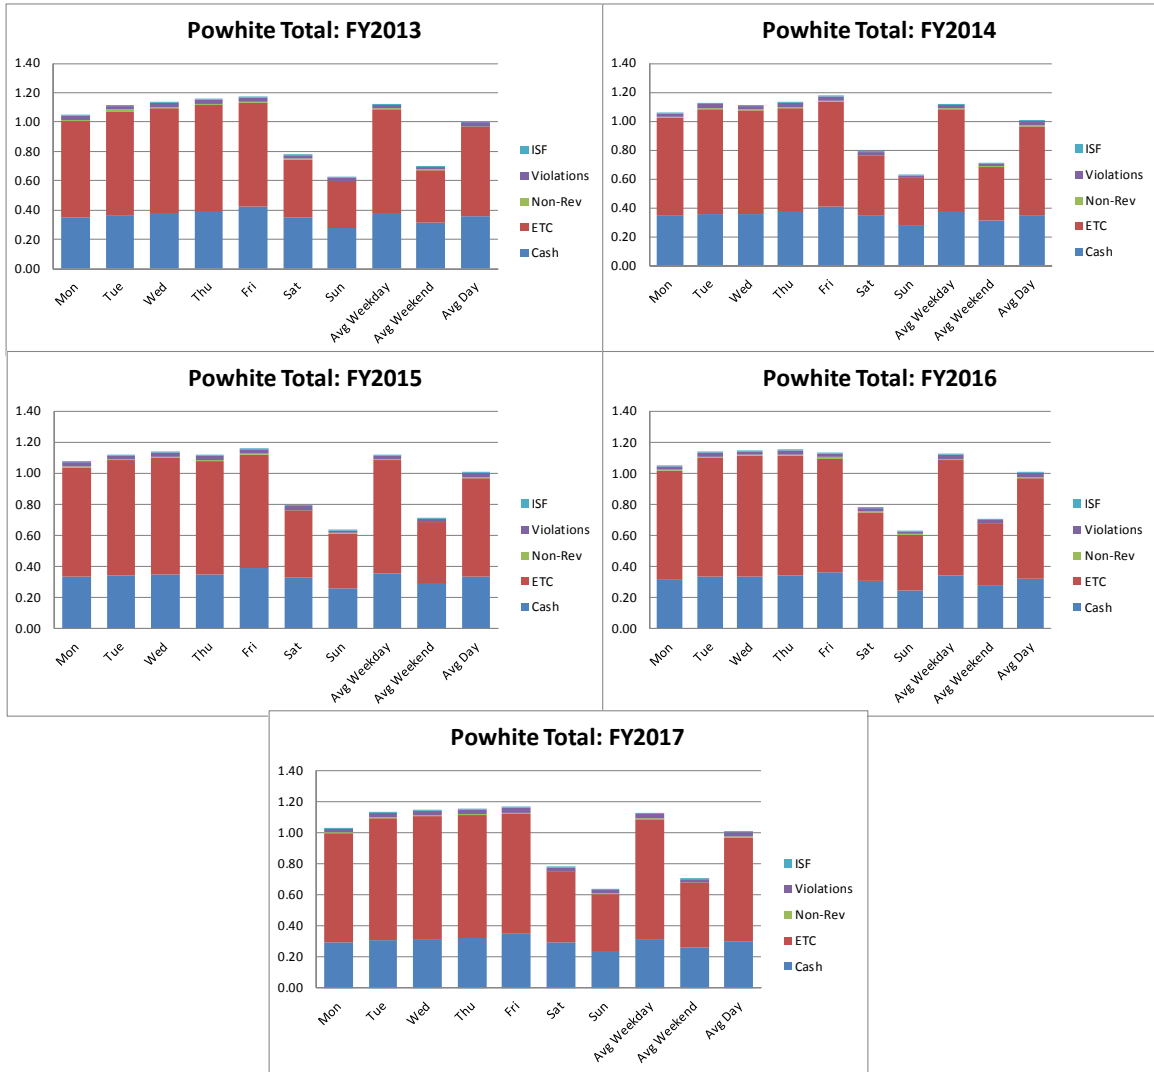 Powhite Total: FY2013
1.40
1.20
1.00
0.80
0.60
0.40
0.20
0.00
ISF
Violations
Non-Rev
ETC
Cash
Mon
Tue
Wed
Thu
Fri
Sat
Sun
Avg Weekday
Avg Weekend
Avg Day
Powhite Total: FY2014
1.40
1.20
1.00
0.80
0.60
0.40
0.20
0.00
ISF
Violations
Non-Rev
ETC
Cash
Mon
Tue
Wed
Thu
Fri
Sat
Sun
Avg Weekday
Avg Weekend
Avg Day
Powhite Total: FY2015
1.40
1.20
1.00
0.80
0.60
0.40
0.20
0.00
ISF
Violations
Non-Rev
ETC
Cash
Mon
Tue
Wed
Thu
Fri
Sat
Sun
Avg Weekday
Avg Weekend
Avg Day
Powhite Total: FY2016
1.40
1.20
1.00
0.80
0.60
0.40
0.20
0.00
ISF
Violations
Non-Rev
ETC
Cash
Mon
Tue
Wed
Thu
Fri
Sat
Sun
Avg Weekday
Avg Weekend
Avg Day
Powhite Total: FY2017
1.40
1.20
1.00
0.80
0.60
0.40
0.20
0.00
ISF
Violations
Non-Rev
ETC
Cash
Mon
Tue
Wed
Thu
Fri
Sat
Sun
Avg Weekday
Avg Weekend
Avg Day